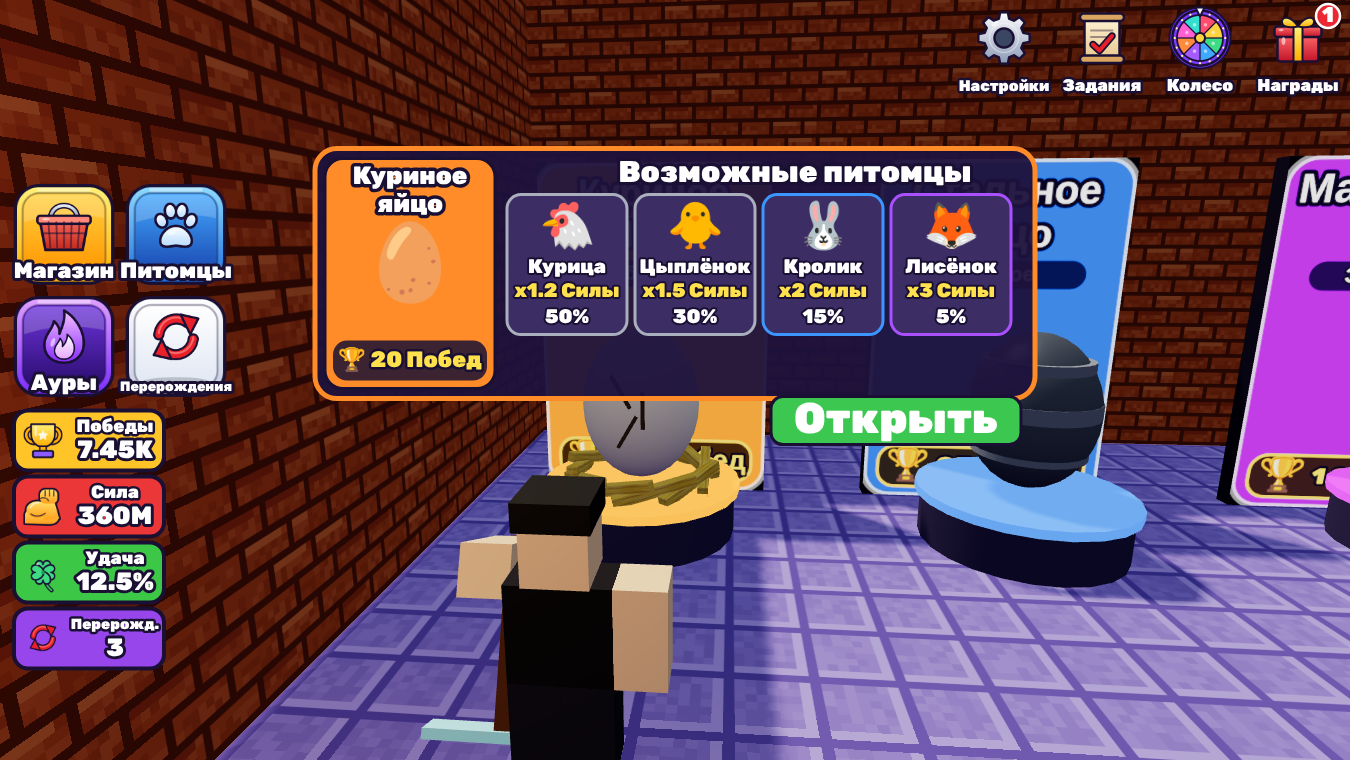 1
Настройки
Задания
Колесо
Награды
Куриное
яйцо
20 Побед
Возможные питомцы
Курица
x1.2 Силы
50%
Цыплёнок
x1.5 Силы
30%
Кролик
x2 Силы
15%
Лисёнок
x3 Силы
5%
Открыть
Магазин
Питомцы
Ауры
Перерождения
Победы
7.45K
Сила
360M
Удача
12.5%
Перерожд.
3